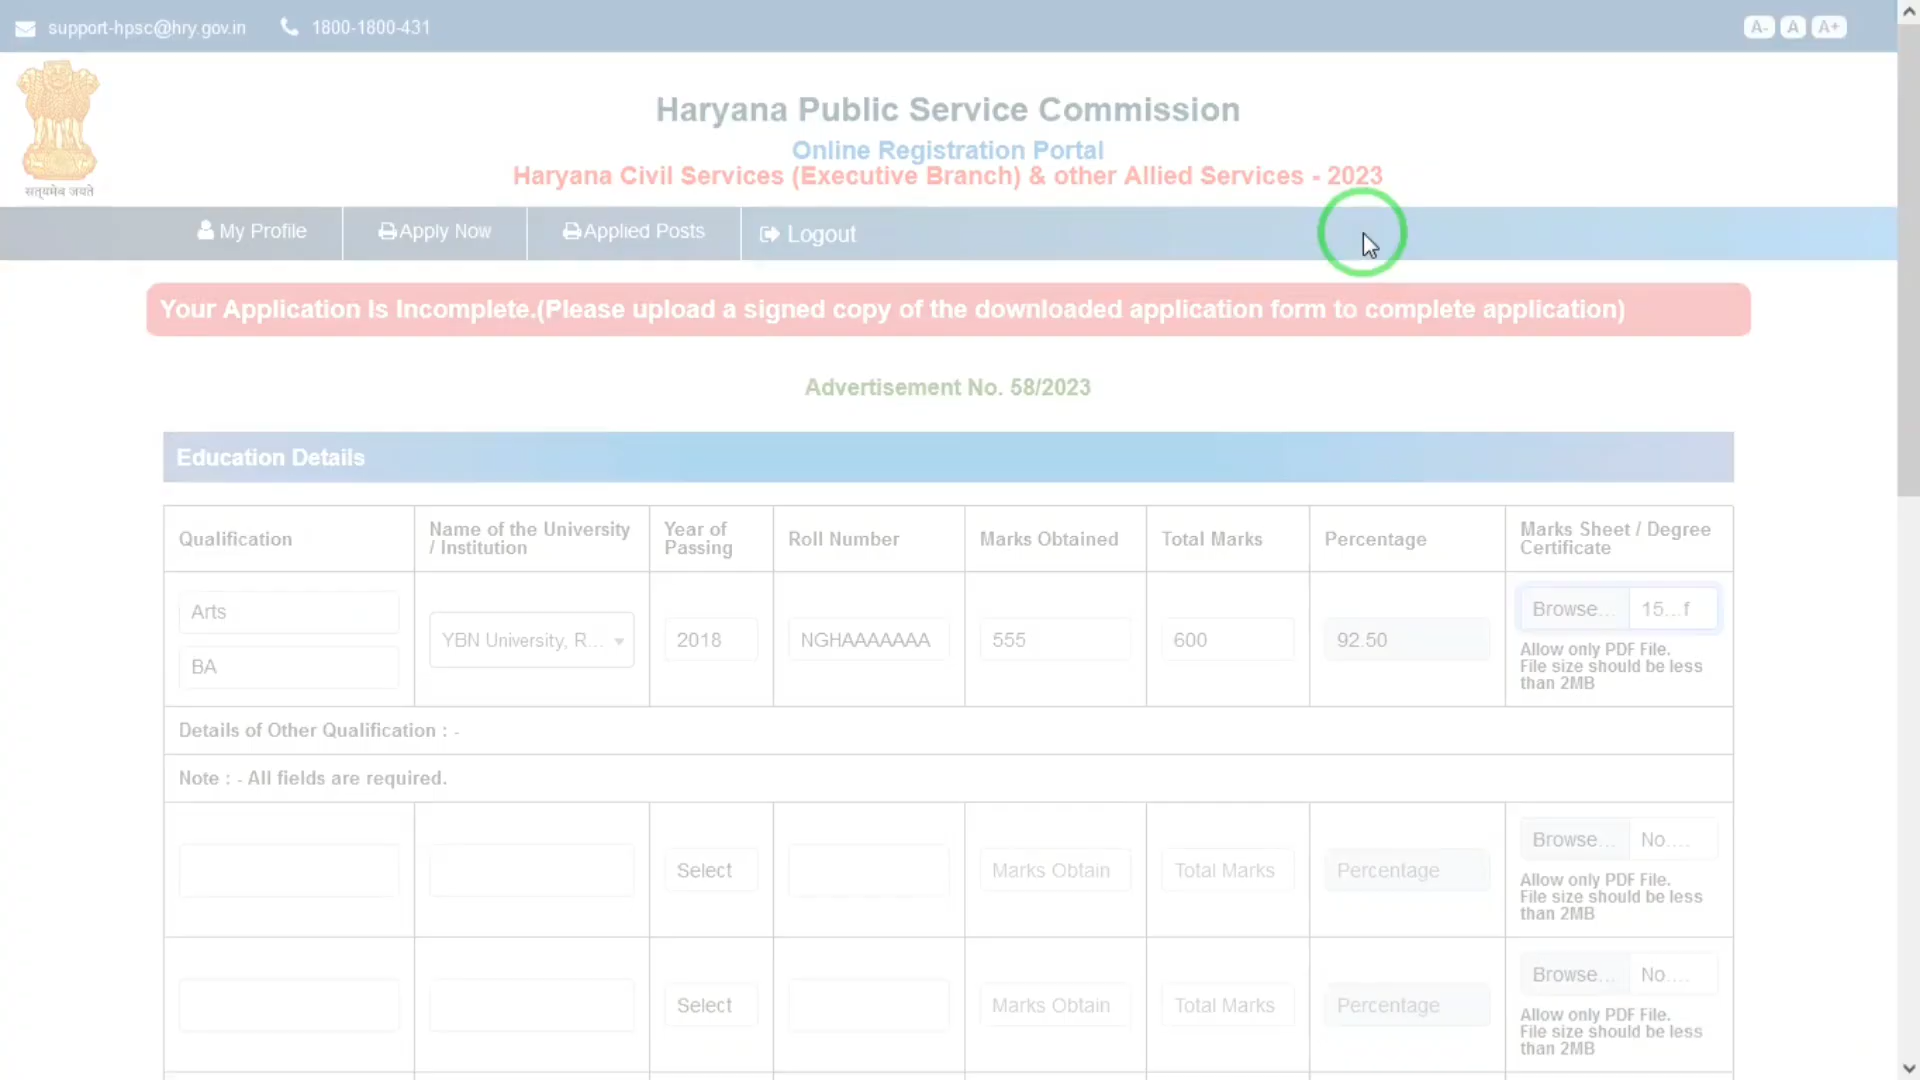 support-hpsc@hry.gov.in 1800-1800-431 A- A A+
सत्यमेव जयते
Haryana Public Service Commission
Online Registration Portal
Haryana Civil Services (Executive Branch) & other Allied Services - 2023
My Profile Apply Now Applied Posts Logout
Your Application Is Incomplete.(Please upload a signed copy of the downloaded application form to complete application)
Advertisement No. 58/2023
Education Details
Qualification
Name of the University
/ Institution
Year of
Passing
Roll Number
Marks Obtained
Total Marks
Percentage
Marks Sheet / Degree
Certificate
Arts
BA
YBN University, R...
2018
NGHAAAAAAA
555
600
92.50
Browse... 15...f
Allow only PDF File.
File size should be less
than 2MB
Details of Other Qualification : -
Note : - All fields are required.
Select
Marks Obtain
Total Marks
Percentage
Browse... No....
Allow only PDF File.
File size should be less
than 2MB
Select
Marks Obtain
Total Marks
Percentage
Browse... No....
Allow only PDF File.
File size should be less
than 2MB